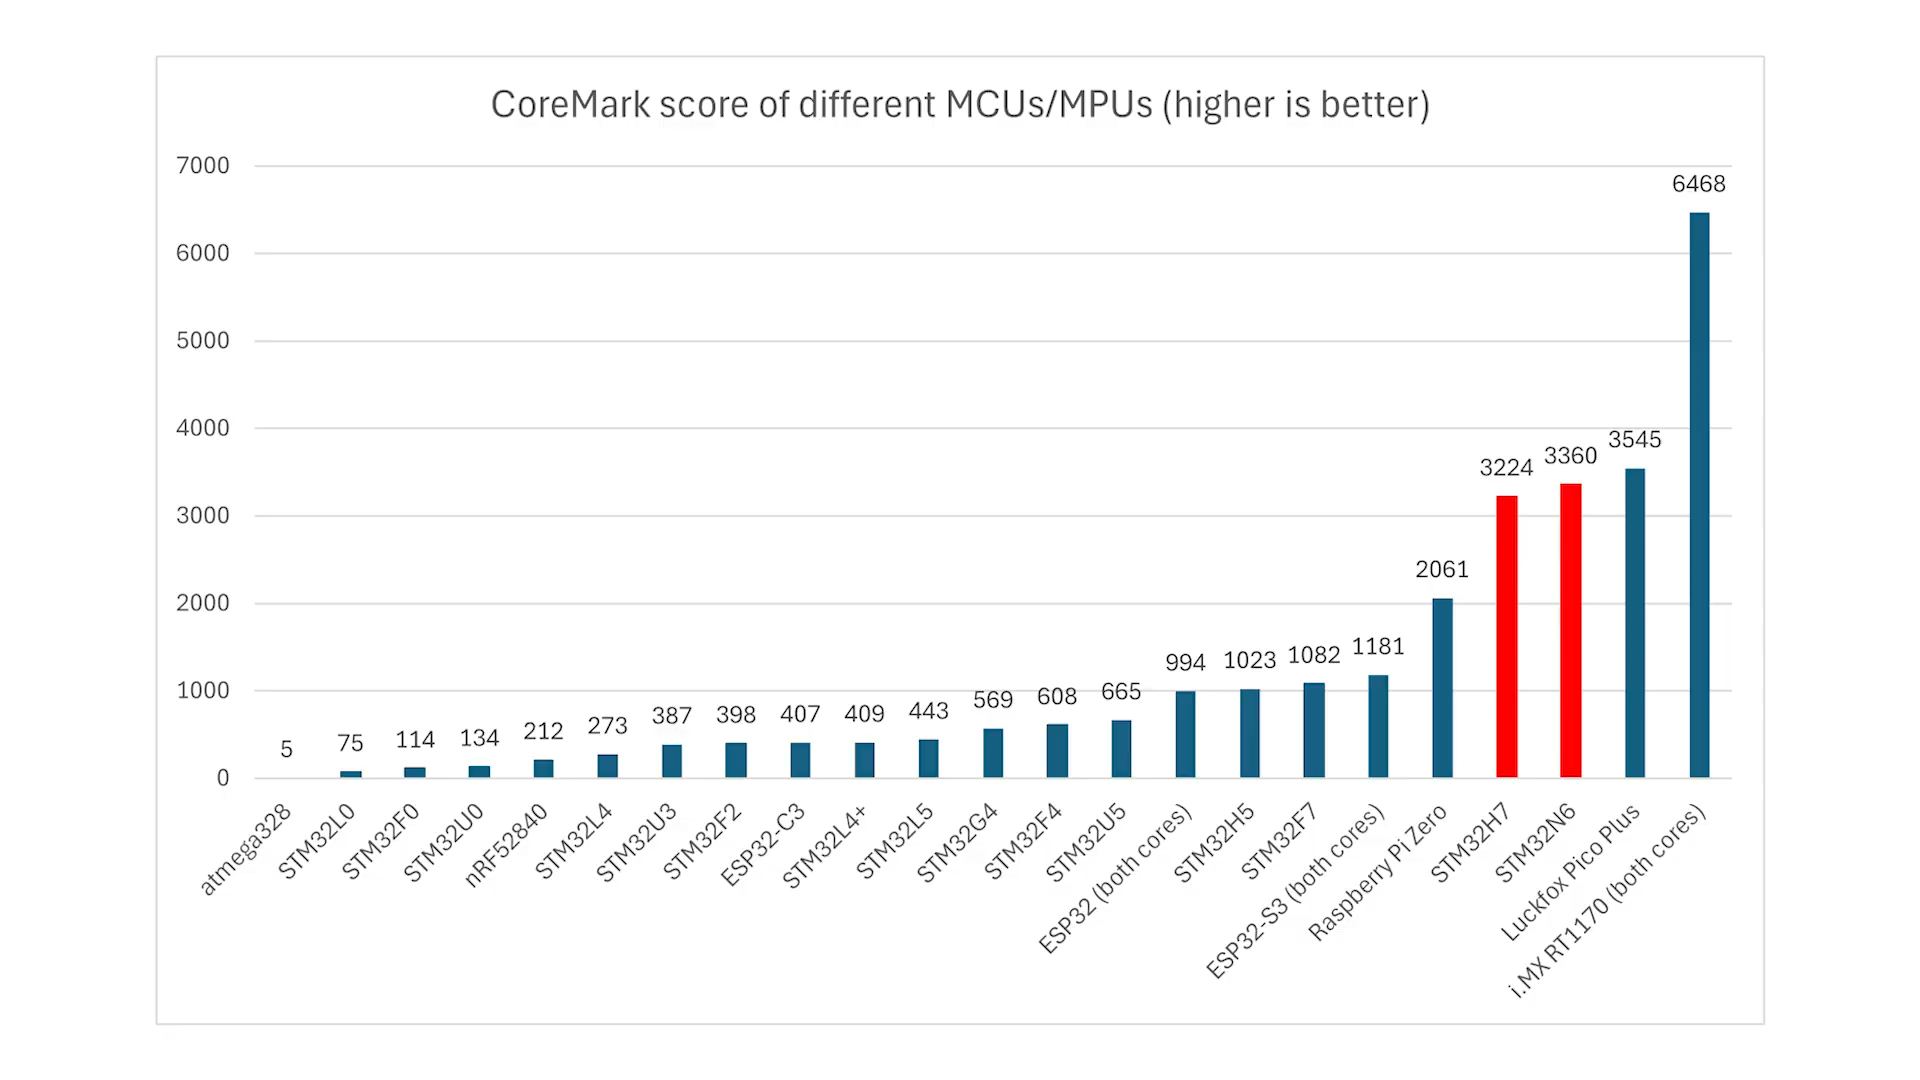 CoreMark score of different MCUs/MPUs (higher is better)
7000
6000
5000
4000
3000
2000
1000
0
5
75
114
134
212
273
387
398
407
409
443
569
608
665
994
1023
1082
1181
2061
3224
3360
3545
6468
atmega328
STM32L0
STM32F0
STM32U0
nRF52840
STM32L4
STM32U3
STM32F2
ESP32-C3
STM32L4+
STM32L5
STM32G4
STM32F4
STM32U5
ESP32 (both cores)
STM32H5
STM32F7
ESP32-S3 (both cores)
Raspberry Pi Zero
STM32H7
STM32N6
Luckfox Pico Plus
i.MX RT1170 (both cores)